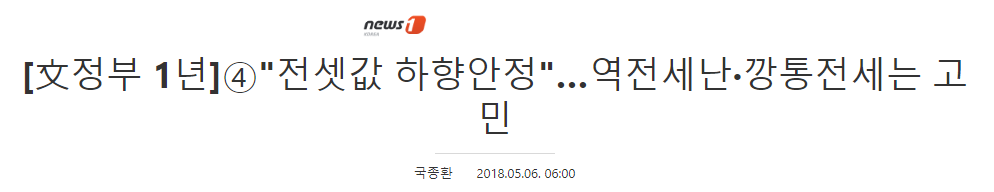 news1
KOREA
[文정부 1년]④"전셋값 하향안정"...역전세난·깡통전세는 고
민
국종환 2018.05.06. 06:00